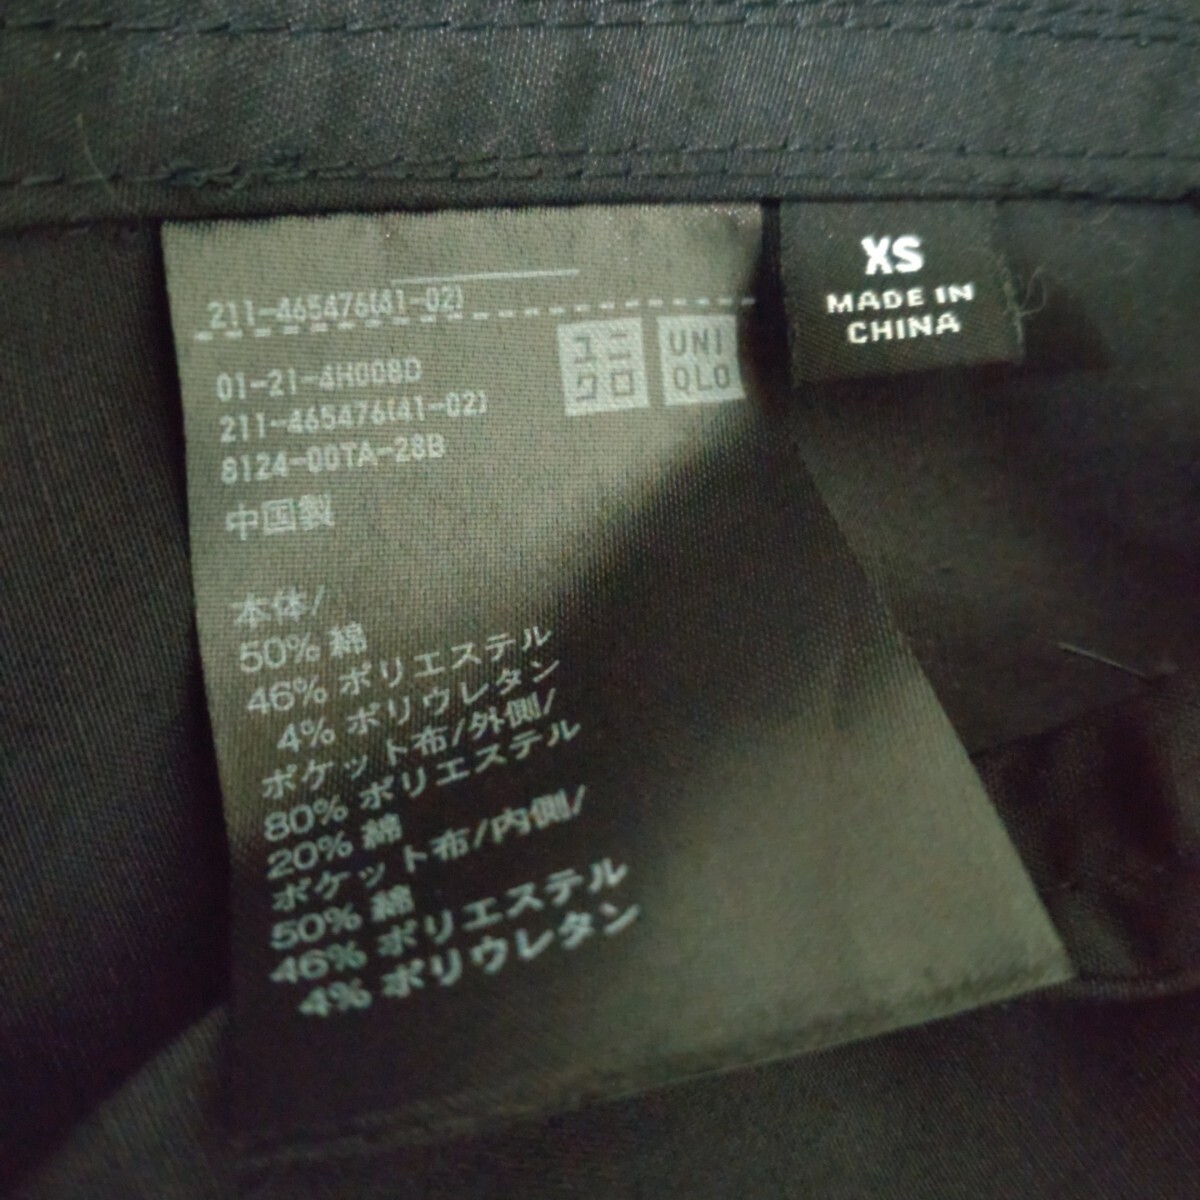 211-465476(41-02)
ユニ
クロ
UNI
QLO
XS
MADE IN
CHINA
01-21-4H008D
211-465476(41-02)
8124-00TA-28B
中国製
本体/
50% 綿
46% ポリエステル
4% ポリウレタン
ポケット布/外側/
80% ポリエステル
20% 綿
ポケット布/内側/
50% 綿
46% ポリエステル
4% ポリウレタン